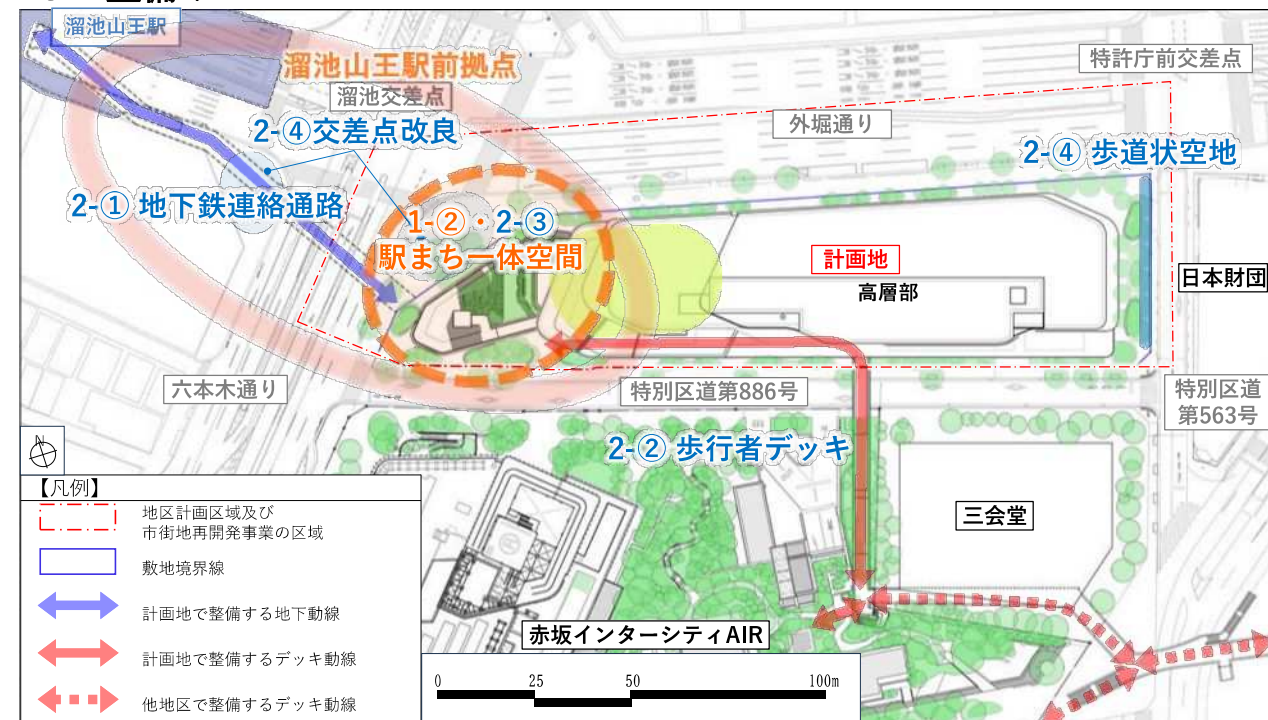 溜池山王駅
溜池山王駅前拠点
溜池交差点
2-④交差点改良
2-① 地下鉄連絡通路
1-②・2-③
駅まち一体空間
特許庁前交差点
外堀通り
2-④ 歩道状空地
計画地
高層部
日本財団
六本木通り
特別区道第886号
特別区道
第563号
2-② 歩行者デッキ
三会堂
赤坂インターシティAIR
N
【凡例】
地区計画区域及び
市街地再開発事業の区域
敷地境界線
計画地で整備する地下動線
計画地で整備するデッキ動線
他地区で整備するデッキ動線
0 25 50 100m